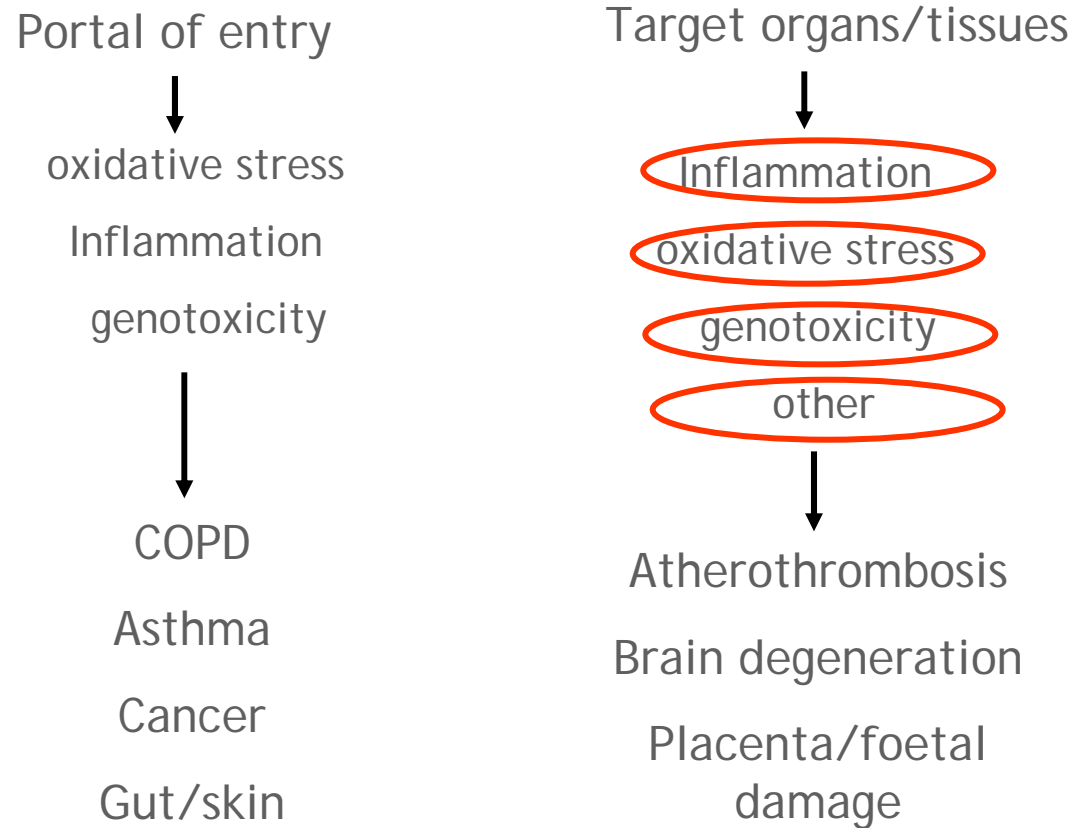 Portal of entry
oxidative stress
Inflammation
genotoxicity
COPD
Asthma
Cancer
Gut/skin
Target organs/tissues
Inflammation
oxidative stress
genotoxicity
other
Atherothrombosis
Brain degeneration
Placenta/foetal
damage